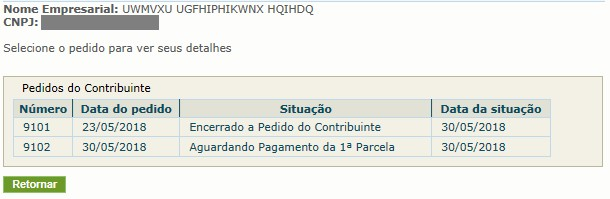 Nome Empresarial: UWMVXU UGFHIPHIKWNX HQIHDQ
CNPJ:
Selecione o pedido para ver seus detalhes
Pedidos do Contribuinte
Número Data do pedido Situação Data da situação
9101 23/05/2018 Encerrado a Pedido do Contribuinte 30/05/2018
9102 30/05/2018 Aguardando Pagamento da 1ª Parcela 30/05/2018
Retornar